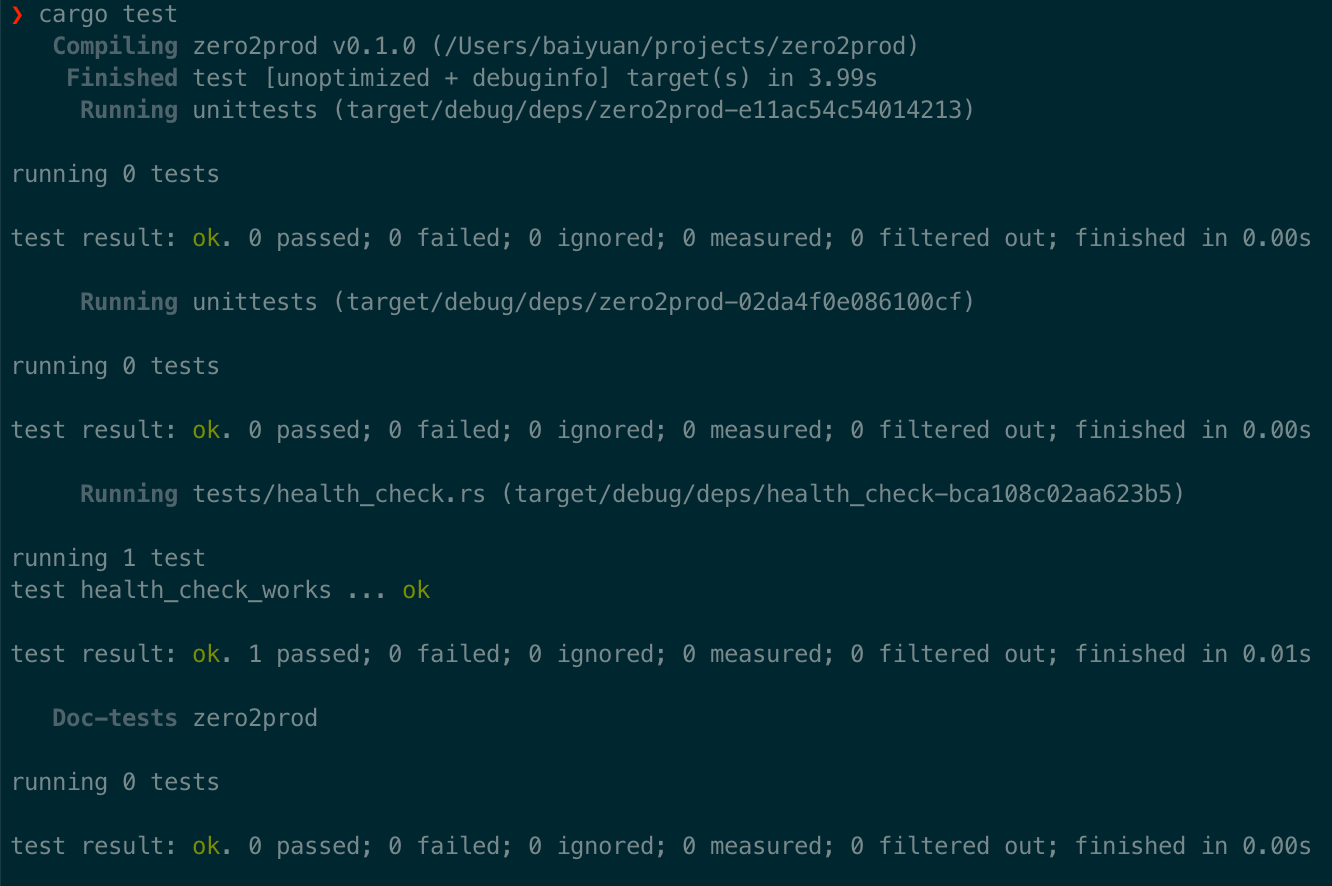 ❯ cargo test
Compiling zero2prod v0.1.0 (/Users/baiyuan/projects/zero2prod)
Finished test [unoptimized + debuginfo] target(s) in 3.99s
Running unittests (target/debug/deps/zero2prod-e11ac54c54014213)
running 0 tests
test result: ok. 0 passed; 0 failed; 0 ignored; 0 measured; 0 filtered out; finished in 0.00s
Running unittests (target/debug/deps/zero2prod-02da4f0e086100cf)
running 0 tests
test result: ok. 0 passed; 0 failed; 0 ignored; 0 measured; 0 filtered out; finished in 0.00s
Running tests/health_check.rs (target/debug/deps/health_check-bca108c02aa623b5)
running 1 test
test health_check_works ... ok
test result: ok. 1 passed; 0 failed; 0 ignored; 0 measured; 0 filtered out; finished in 0.01s
Doc-tests zero2prod
running 0 tests
test result: ok. 0 passed; 0 failed; 0 ignored; 0 measured; 0 filtered out; finished in 0.00s